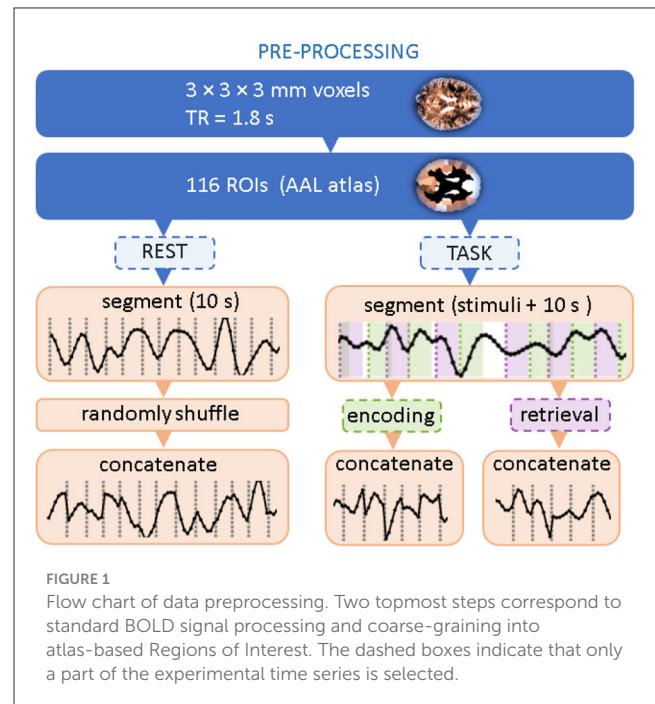 PRE-PROCESSING
3 × 3 × 3 mm voxels
TR = 1.8 s
116 ROIs (AAL atlas)
REST
TASK
segment (10 s)
segment (stimuli + 10 s )
randomly shuffle
encoding
retrieval
concatenate
concatenate
concatenate
FIGURE 1
Flow chart of data preprocessing. Two topmost steps correspond to
standard BOLD signal processing and coarse-graining into
atlas-based Regions of Interest. The dashed boxes indicate that only
a part of the experimental time series is selected.